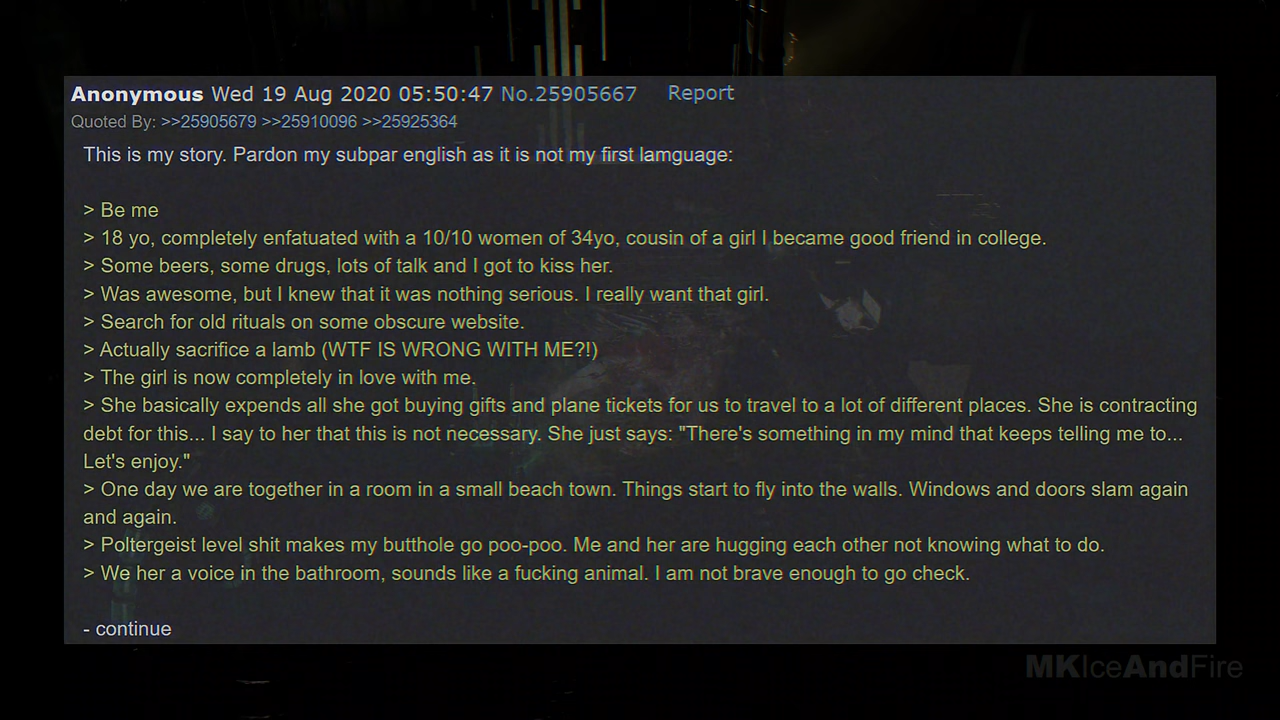 Anonymous Wed 19 Aug 2020 05:50:47 No.25905667 Report
Quoted By: >>25905679 >>25910096 >>25925364
This is my story. Pardon my subpar english as it is not my first lamguage:
> Be me
> 18 yo, completely enfatuated with a 10/10 women of 34yo, cousin of a girl I became good friend in college.
> Some beers, some drugs, lots of talk and I got to kiss her.
> Was awesome, but I knew that it was nothing serious. I really want that girl.
> Search for old rituals on some obscure website.
> Actually sacrifice a lamb (WTF IS WRONG WITH ME?!)
> The girl is now completely in love with me.
> She basically expends all she got buying gifts and plane tickets for us to travel to a lot of different places. She is contracting
debt for this... I say to her that this is not necessary. She just says: "There's something in my mind that keeps telling me to...
Let's enjoy."
> One day we are together in a room in a small beach town. Things start to fly into the walls. Windows and doors slam again
and again.
> Poltergeist level shit makes my butthole go poo-poo. Me and her are hugging each other not knowing what to do.
> We her a voice in the bathroom, sounds like a fucking animal. I am not brave enough to go check.
- continue
MKIceAndFire